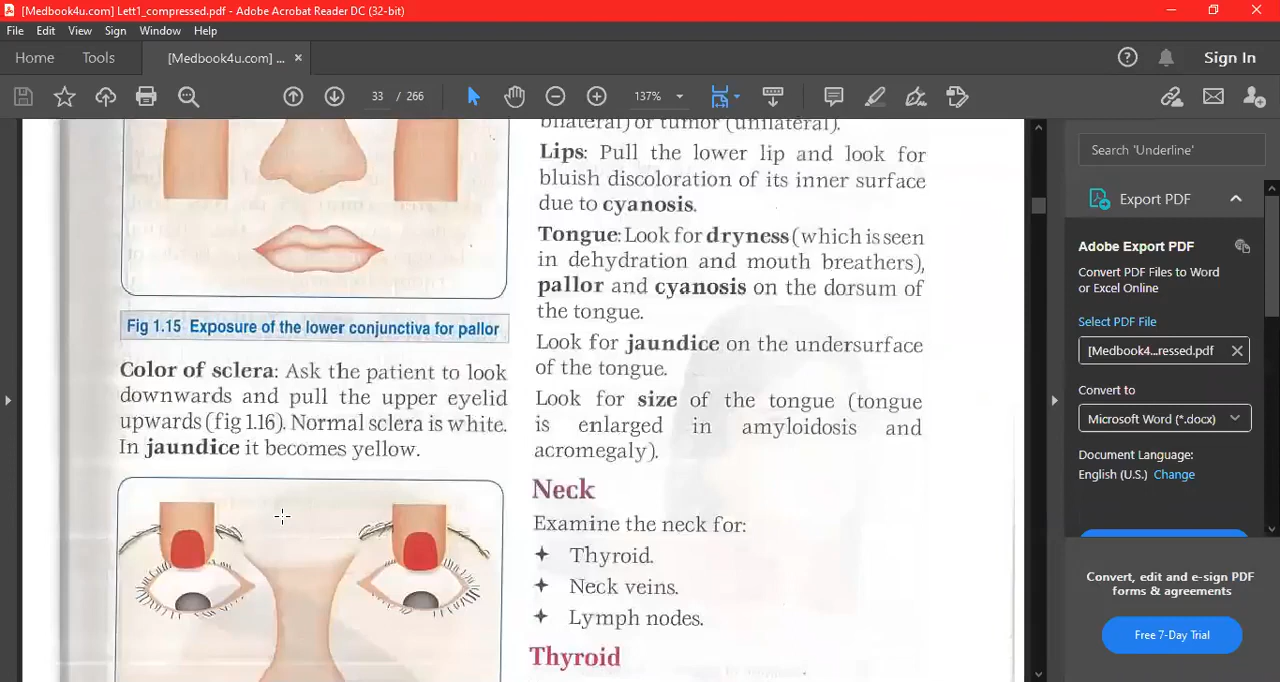 [Medbook4u.com] Lett1_compressed.pdf - Adobe Acrobat Reader DC (32-bit)
File Edit View Sign Window Help
Home Tools [Medbook4u.com] ... × Sign In
33 / 266 137%
bilateral) or tumor (unilateral).
Lips: Pull the lower lip and look for
bluish discoloration of its inner surface
due to cyanosis.
Tongue: Look for dryness (which is seen
in dehydration and mouth breathers),
pallor and cyanosis on the dorsum of
the tongue.
Look for jaundice on the undersurface
of the tongue.
Look for size of the tongue (tongue
is enlarged in amyloidosis and
acromegaly).
Neck
Examine the neck for:
Thyroid.
Neck veins.
Lymph nodes.
Thyroid
Fig 1.15 Exposure of the lower conjunctiva for pallor
Color of sclera: Ask the patient to look
downwards and pull the upper eyelid
upwards (fig 1.16). Normal sclera is white.
In jaundice it becomes yellow.
Search 'Underline'
Export PDF
Adobe Export PDF
Convert PDF Files to Word
or Excel Online
Select PDF File
[Medbook4...ressed.pdf
Convert to
Microsoft Word (*.docx)
Document Language:
English (U.S.) Change
Convert, edit and e-sign PDF
forms & agreements
Free 7-Day Trial